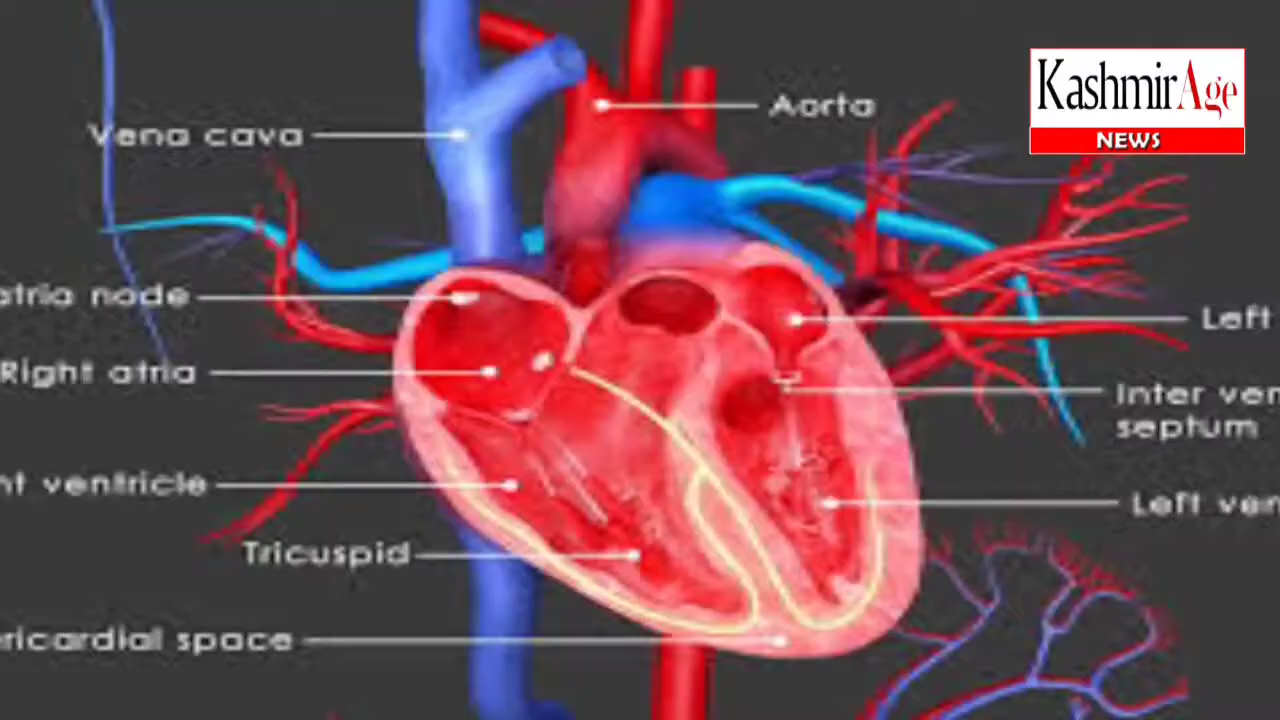 KashmirAge
NEWS
Vena cava
Aorta
atria node
Left
Right atria
Inter ven
septum
nt ventricle
Left ven
Tricuspid
ricardial space